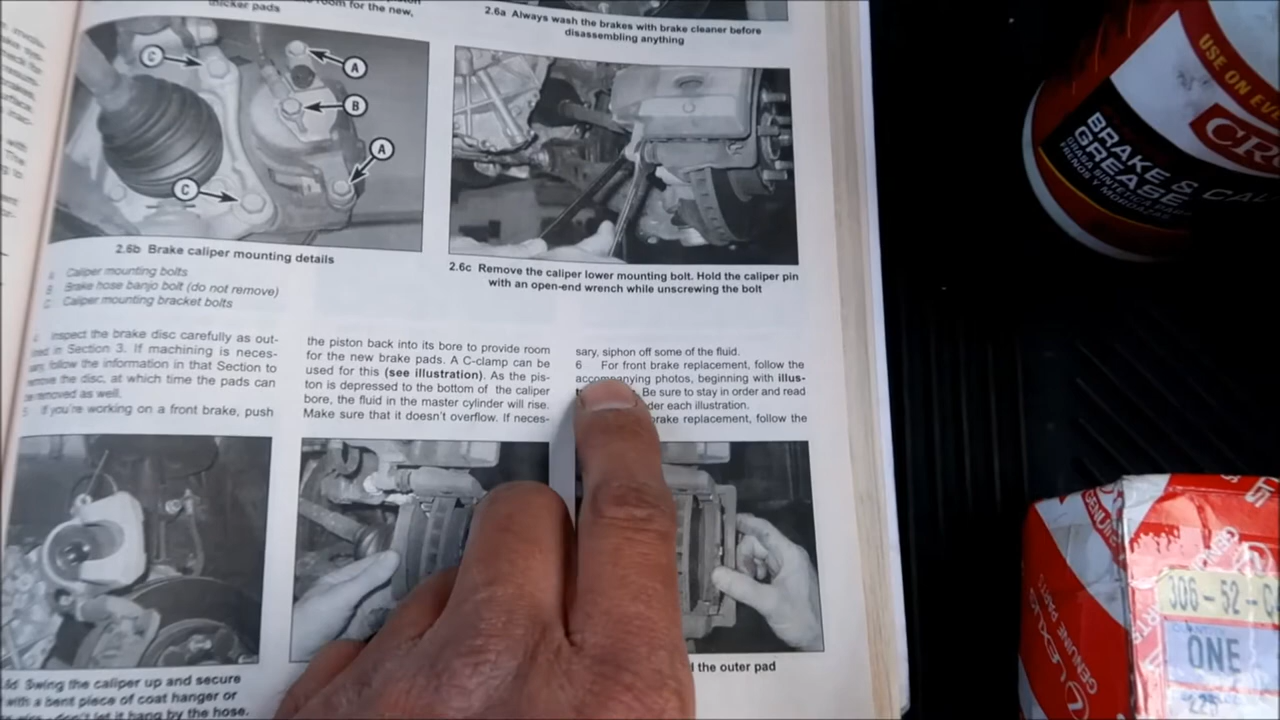 thicker pads
room for the new,
2.6a Always wash the brakes with brake cleaner before
disassembling anything
C
A
B
A
C
2.6b Brake caliper mounting details
A Caliper mounting bolts
B Brake hose banjo bolt (do not remove)
C Caliper mounting bracket bolts
2.6c Remove the caliper lower mounting bolt. Hold the caliper pin
with an open-end wrench while unscrewing the bolt
Inspect the brake disc carefully as out-
in Section 3. If machining is neces-
follow the information in that Section to
the disc, at which time the pads can
removed as well.
5 If you're working on a front brake, push
the piston back into its bore to provide room
for the new brake pads. A C-clamp can be
used for this (see illustration). As the pis-
ton is depressed to the bottom of the caliper
bore, the fluid in the master cylinder will rise.
Make sure that it doesn't overflow. If neces-
sary, siphon off some of the fluid.
6 For front brake replacement, follow the
accompanying photos, beginning with illus-
Be sure to stay in order and read
under each illustration.
brake replacement, follow the
Swing the caliper up and secure
with a bent piece of coat hanger or
don't let it hang by the hose.
the outer pad
USE ON EVE
CRC
BRAKE & CAL
GREASE
GENUINE
LEXUS
GENUINE PARTS
306-52-C
ONE